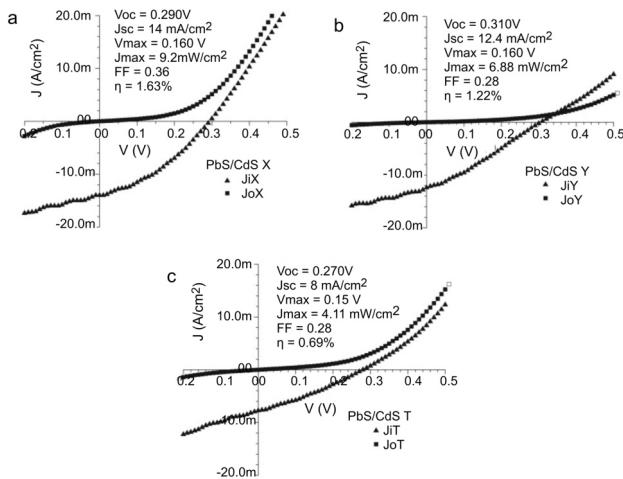 a
20.0m
10.0m
.00
-10.0m
-20.0m
J (A/cm2)
Voc = 0.290V
Jsc = 14 mA/cm2
Vmax = 0.160 V
Jmax = 9.2mW/cm2
FF = 0.36
η = 1.63%
0.2 0.1 0.0 0.1 0.2 0.3 0.4 0.5
V (V)
PbS/CdS X
JiX
JoX
b
20.0m
10.0m
.00
-10.0m
-20.0m
J (A/cm2)
Voc = 0.310V
Jsc = 12.4 mA/cm2
Vmax = 0.160 V
Jmax = 6.88 mW/cm2
FF = 0.28
η = 1.22%
0.2 0.1 0.0 0.1 0.2 0.3 0.4 0.5
V (V)
PbS/CdS Y
JiY
JoY
c
20.0m
10.0m
.00
-10.0m
-20.0m
J (A/cm2)
Voc = 0.270V
Jsc = 8 mA/cm2
Vmax = 0.15 V
Jmax = 4.11 mW/cm2
FF = 0.28
η = 0.69%
0.2 0.1 0.0 0.1 0.2 0.3 0.4 0.5
V (V)
PbS/CdS T
JiT
JoT